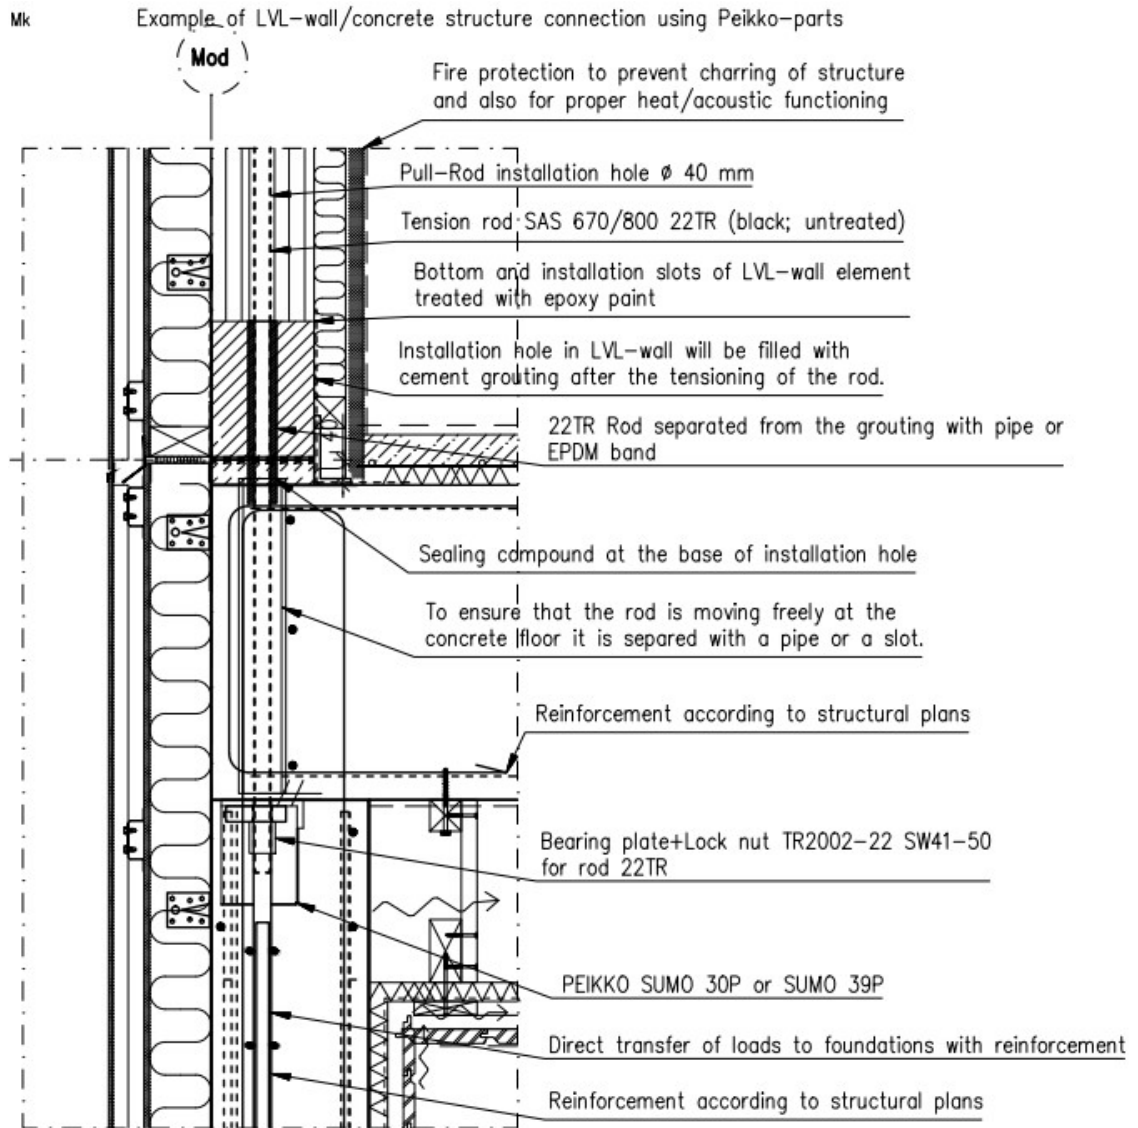 Mk
Example of LVL-wall/concrete structure connection using Peikko-parts
Mod
Fire protection to prevent charring of structure
and also for proper heat/acoustic functioning
Pull-Rod installation hole ø 40 mm
Tension rod SAS 670/800 22TR (black; untreated)
Bottom and installation slots of LVL-wall element
treated with epoxy paint
Installation hole in LVL-wall will be filled with
cement grouting after the tensioning of the rod.
40
22TR Rod separated from the grouting with pipe or
EPDM band
Sealing compound at the base of installation hole
To ensure that the rod is moving freely at the
concrete floor it is separed with a pipe or a slot.
Reinforcement according to structural plans
Bearing plate+Lock nut TR2002-22 SW41-50
for rod 22TR
PEIKKO SUMO 30P or SUMO 39P
Direct transfer of loads to foundations with reinforcement
Reinforcement according to structural plans